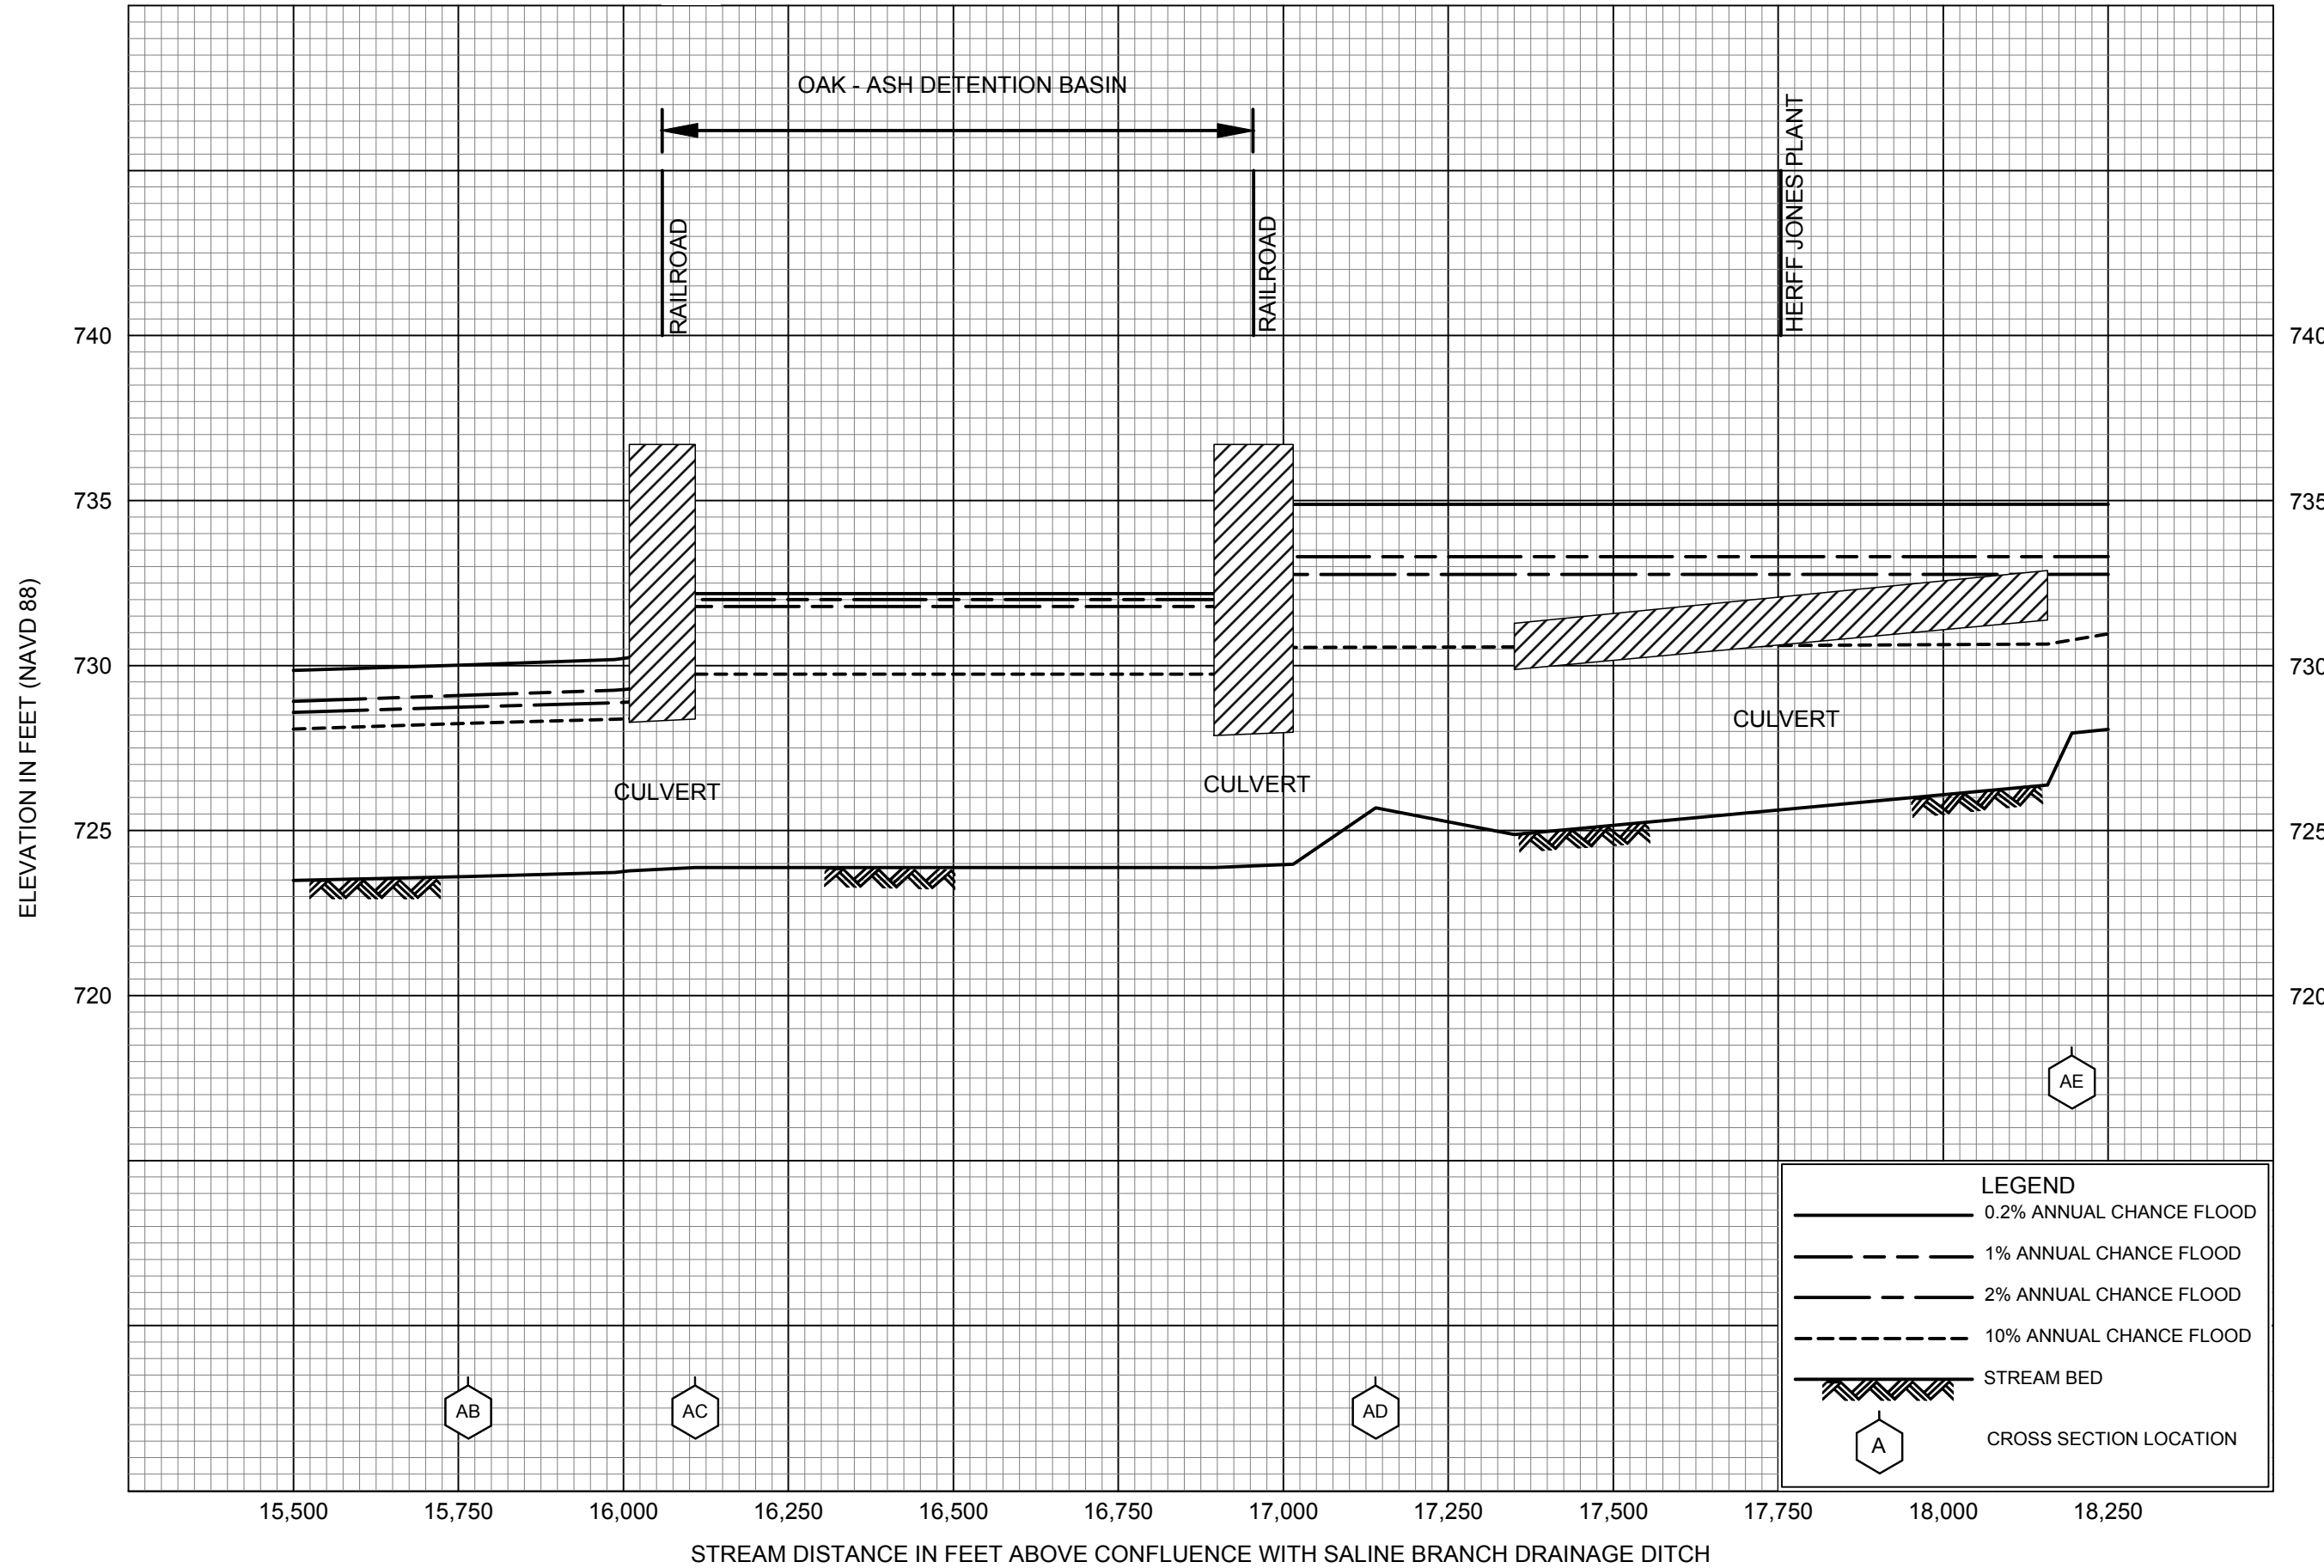 OAK - ASH DETENTION BASIN
RAILROAD
RAILROAD
HERFF JONES PLANT
ELEVATION IN FEET (NAVD 88)
740
740
735
735
730
730
725
725
720
720
CULVERT
CULVERT
CULVERT
AE
AB
AC
AD
LEGEND
0.2% ANNUAL CHANCE FLOOD
1% ANNUAL CHANCE FLOOD
2% ANNUAL CHANCE FLOOD
10% ANNUAL CHANCE FLOOD
STREAM BED
A
CROSS SECTION LOCATION
15,500
15,750
16,000
16,250
16,500
16,750
17,000
17,250
17,500
17,750
18,000
18,250
STREAM DISTANCE IN FEET ABOVE CONFLUENCE WITH SALINE BRANCH DRAINAGE DITCH